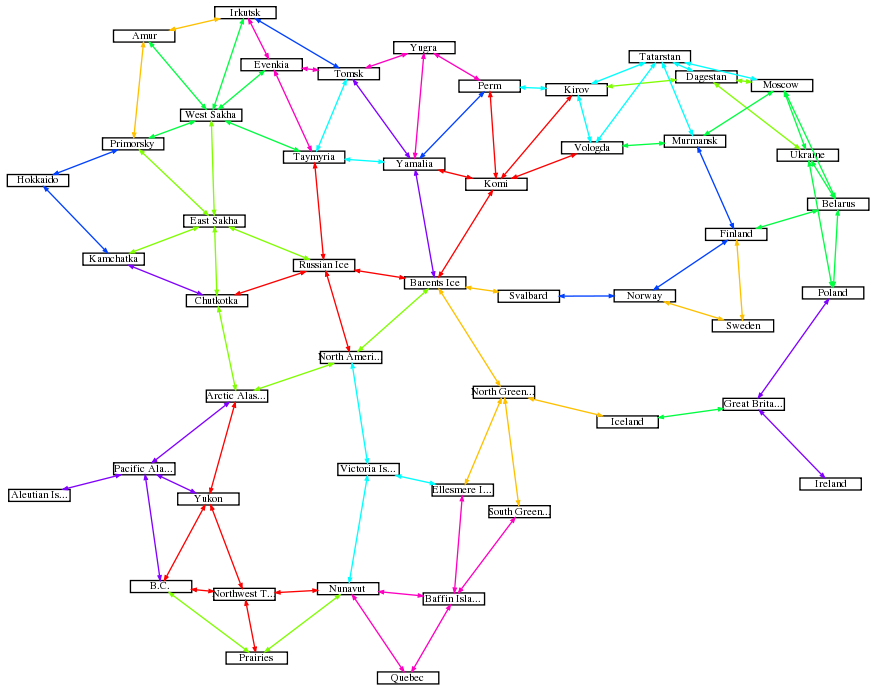 Irkutsk
Amur
Yugra
Tatarstan
Evenkia
Tomsk
Dagestan
Perm
Kirov
Moscow
West Sakha
Primorsky
Murmansk
Vologda
Taymyria
Yamalia
Ukraine
Hokkaido
Komi
Belarus
East Sakha
Finland
Kamchatka
Russian Ice
Barents Ice
Poland
Chutkotka
Svalbard
Norway
Sweden
North Ameri...
Arctic Alas...
North Green...
Great Brita...
Iceland
Pacific Ala...
Victoria Is...
Ireland
Aleutian Is...
Yukon
Ellesmere I...
South Green...
B.C.
Northwest T...
Nunavut
Baffin Isla...
Prairies
Quebec